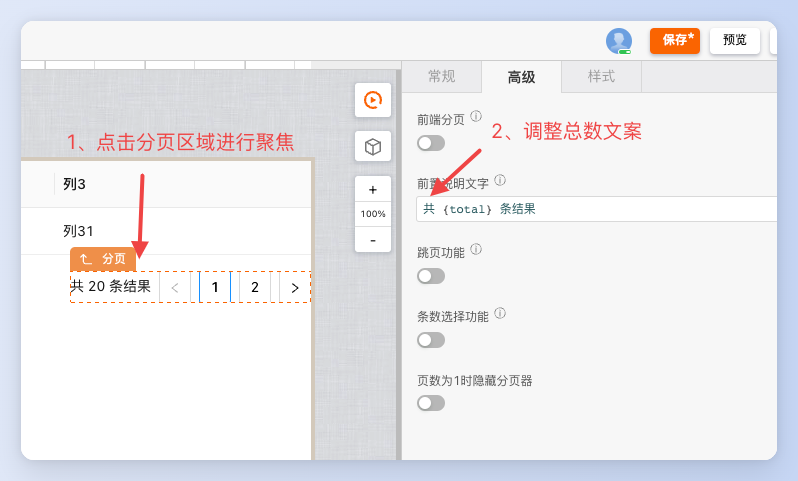 保存*
预览
常规
高级
样式
1、点击分页区域进行聚焦
前端分页
2、调整总数文案
列3
前置说明文字
+
100%
共 {total} 条结果
列31
-
分页
跳页功能
共 20 条结果 < 1 2 >
条数选择功能
页数为1时隐藏分页器